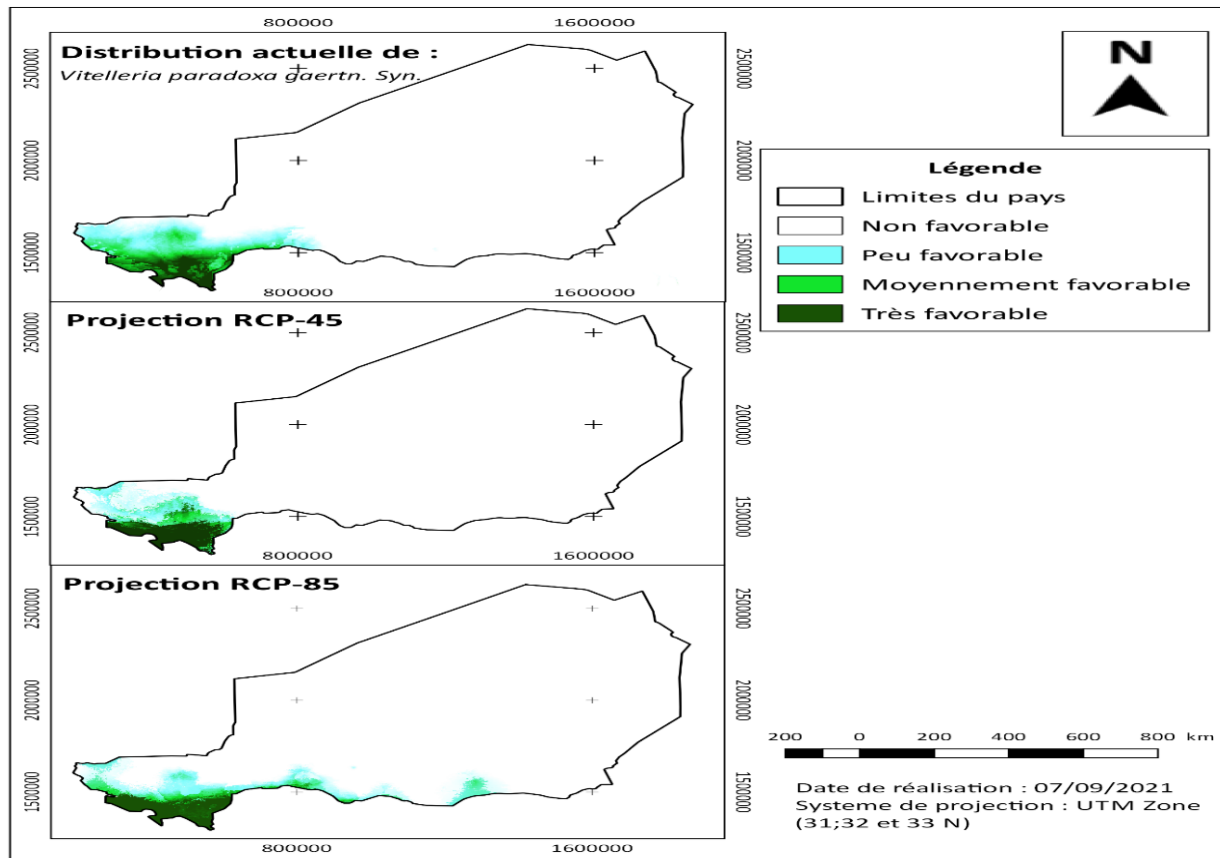 800000 1600000
Distribution actuelle de :
Vitelleria paradoxa gaertn. Syn.
2500000 2500000
2000000 2000000
1500000 1500000
800000 1600000
Projection RCP-45
2500000 2500000
2000000 2000000
1500000 1500000
800000 1600000
Projection RCP-85
2500000 2500000
2000000 2000000
1500000 1500000
800000 1600000
N
Légende
Limites du pays
Non favorable
Peu favorable
Moyennement favorable
Très favorable
200 0 200 400 600 800 km
Date de réalisation : 07/09/2021
Systeme de projection : UTM Zone
(31;32 et 33 N)